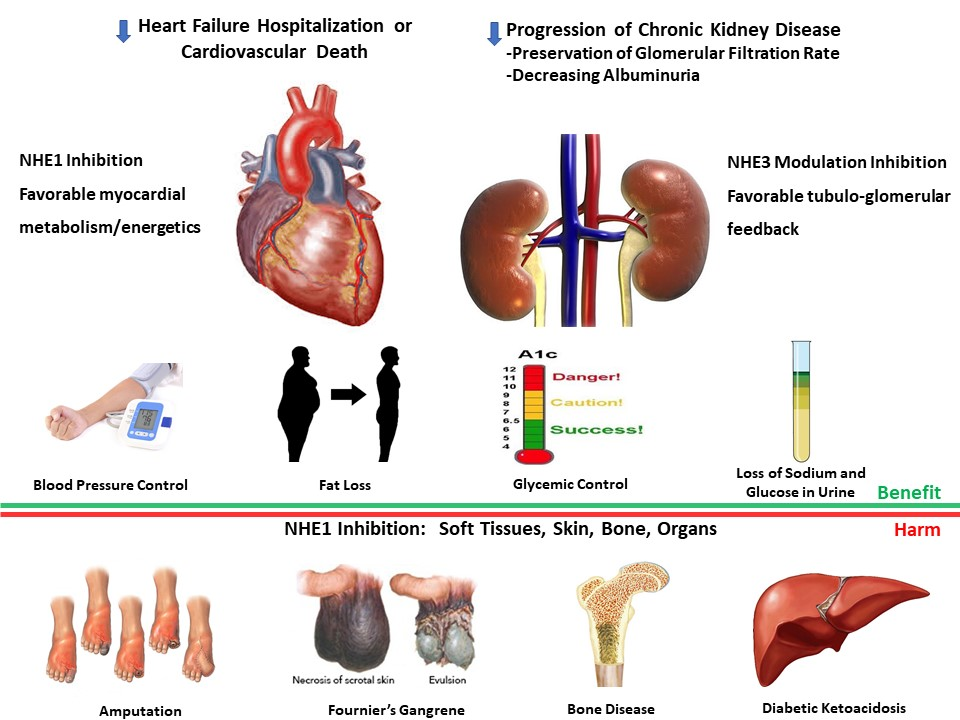 Heart Failure Hospitalization or
Cardiovascular Death
Progression of Chronic Kidney Disease
-Preservation of Glomerular Filtration Rate
-Decreasing Albuminuria
NHE1 Inhibition
Favorable myocardial
metabolism/energetics
NHE3 Modulation Inhibition
Favorable tubulo-glomerular
feedback
A1c
12
11
10
9
8
7
6.5
6
5
4
Danger!
Caution!
Success!
Blood Pressure Control
Fat Loss
Glycemic Control
Loss of Sodium and
Glucose in Urine
Benefit
NHE1 Inhibition: Soft Tissues, Skin, Bone, Organs
Harm
Necrosis of scrotal skin
Evulsion
Amputation
Fournier’s Gangrene
Bone Disease
Diabetic Ketoacidosis